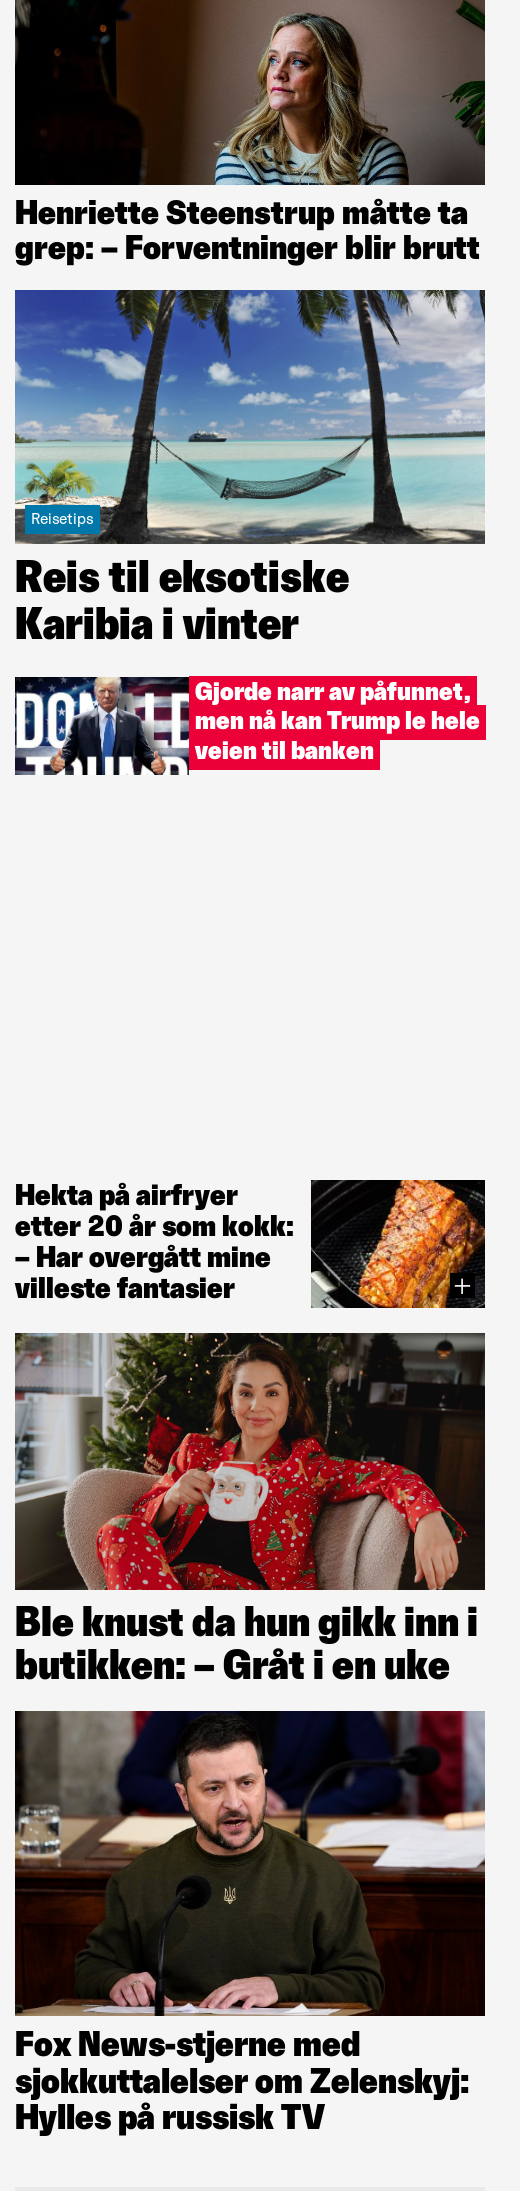 Henriette Steenstrup måtte ta
grep: – Forventninger blir brutt
Reisetips
Reis til eksotiske
Karibia i vinter
DONALD
TRUMP
Gjorde narr av påfunnet,
men nå kan Trump le hele
veien til banken
Hekta på airfryer
etter 20 år som kokk:
– Har overgått mine
villeste fantasier
Ble knust da hun gikk inn i
butikken: – Gråt i en uke
Fox News-stjerne med
sjokkuttalelser om Zelenskyj:
Hylles på russisk TV